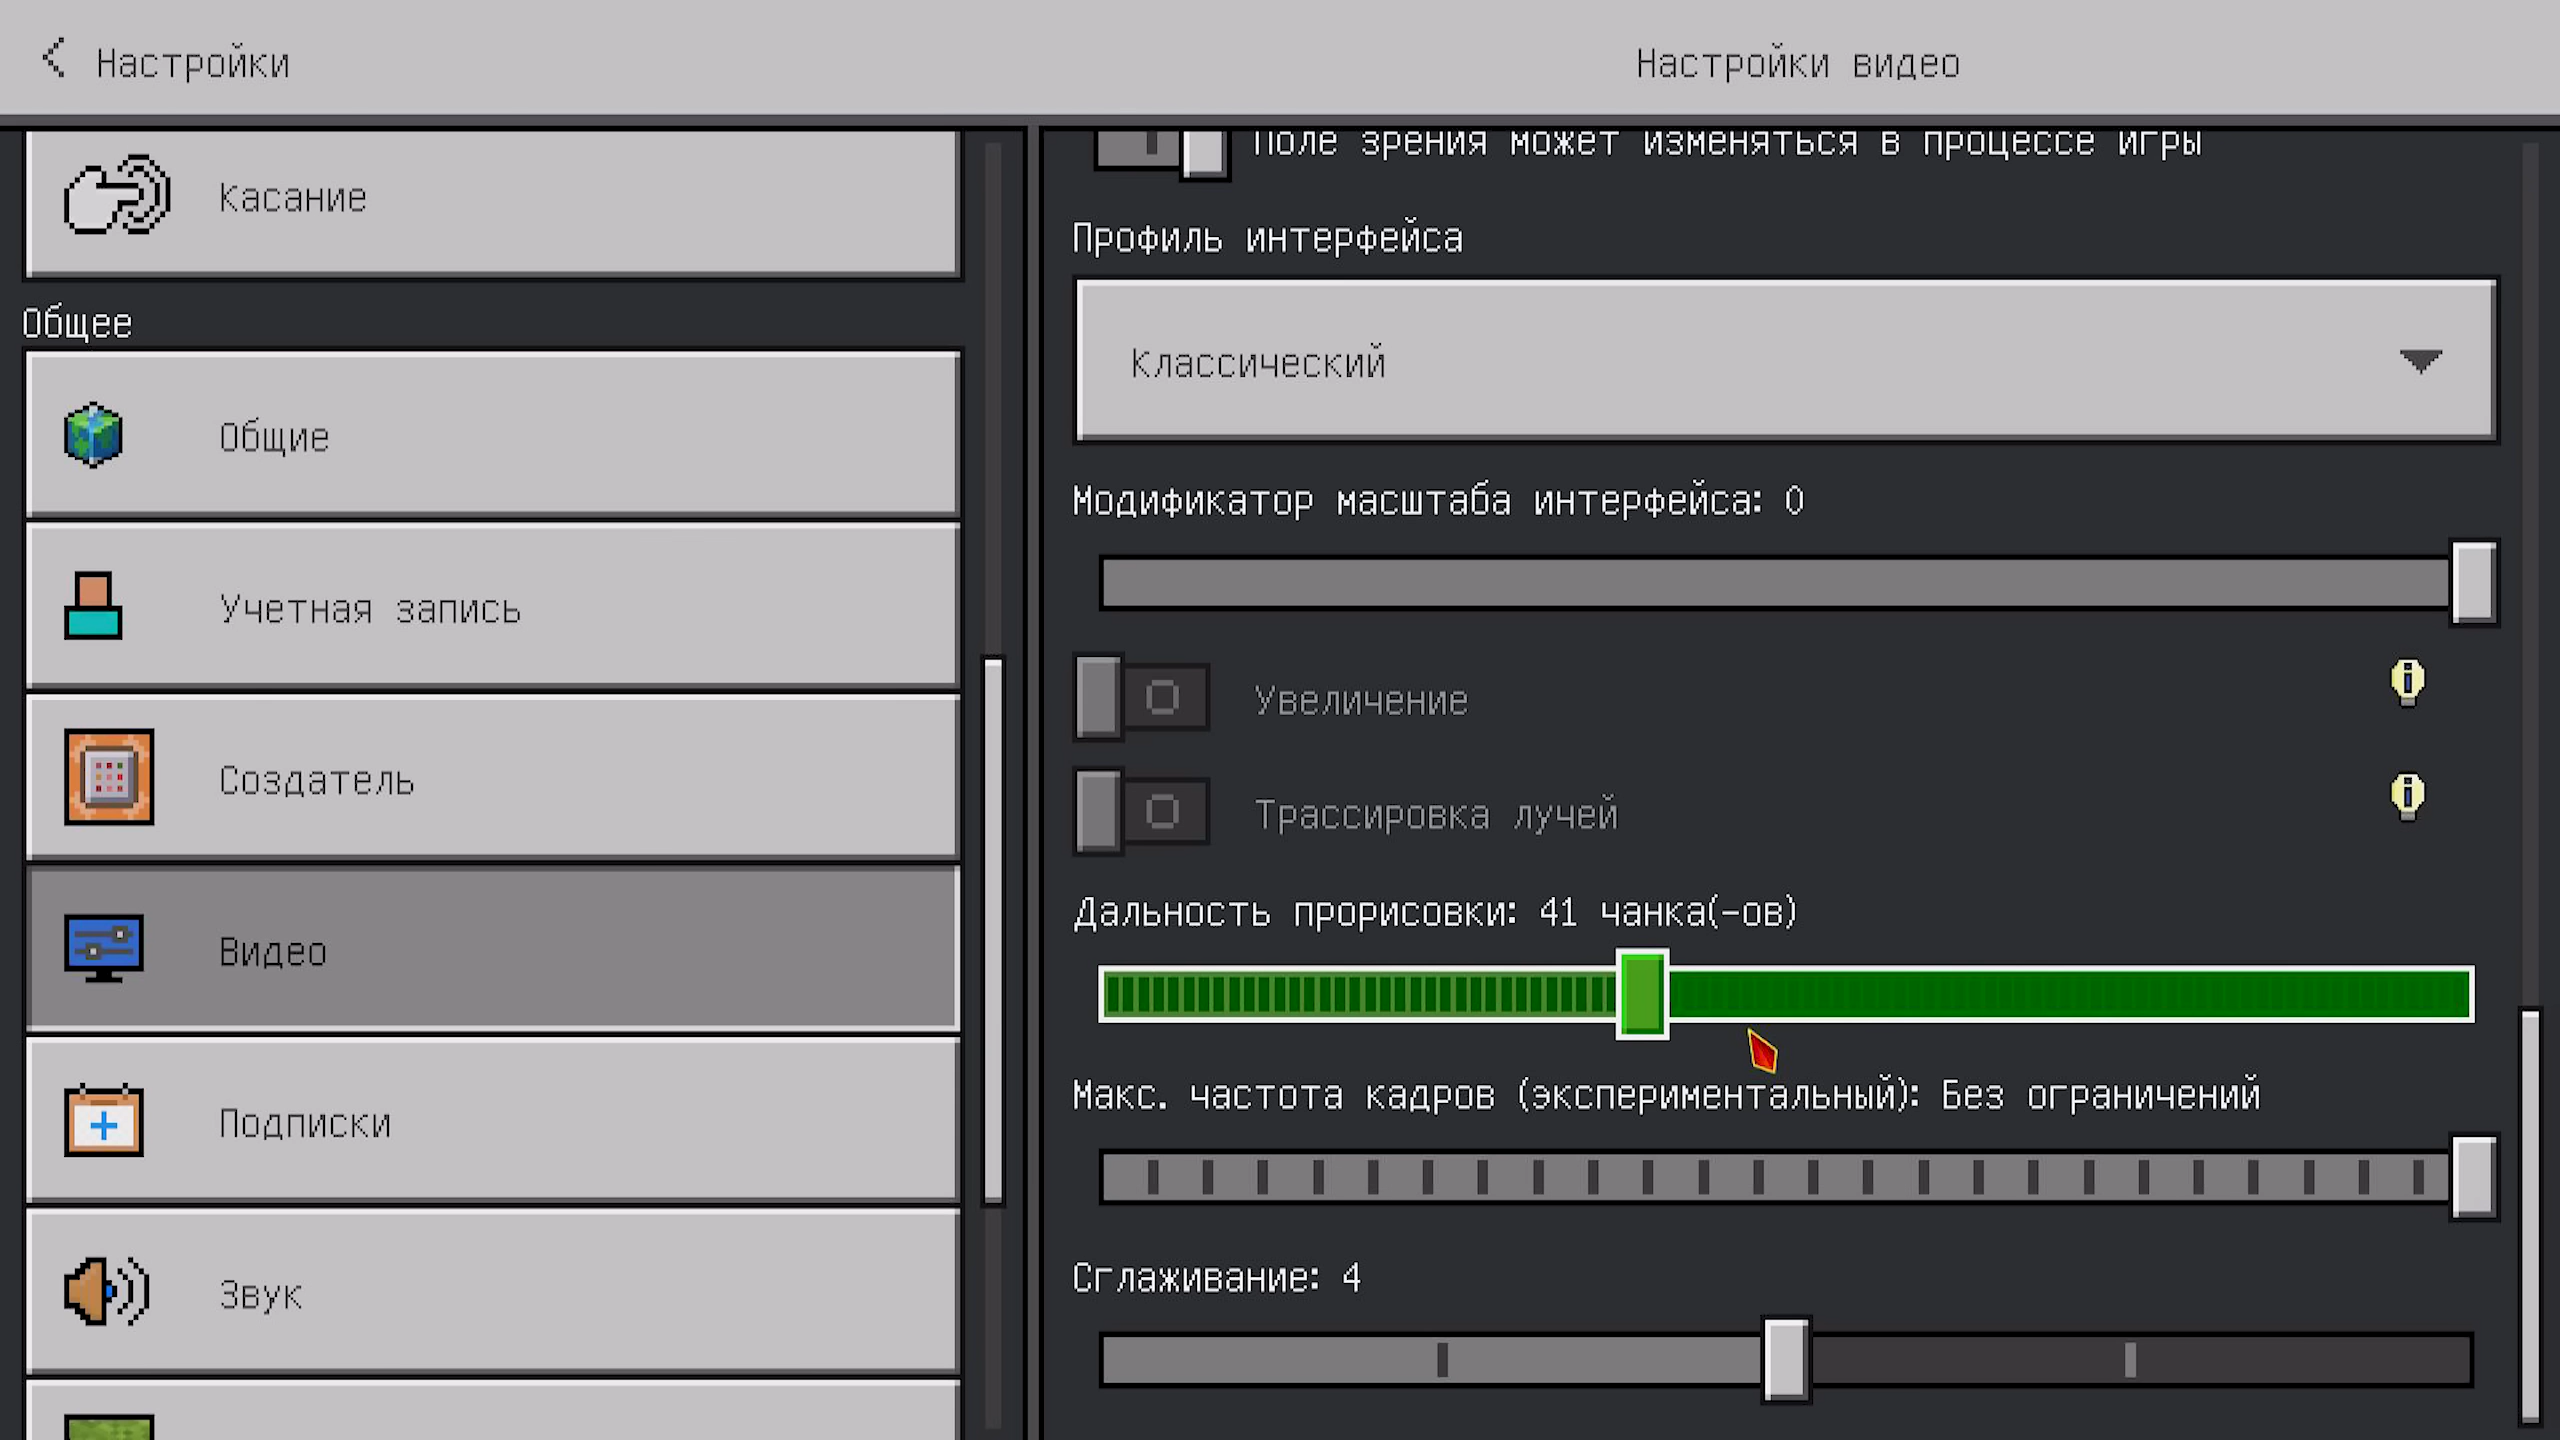 Настройки
Настройки видео
Касание
Общее
Общие
Учетная запись
Создатель
Видео
Подписки
Звук
Поле зрения может изменяться в процессе игры
Профиль интерфейса
Классический
Модификатор масштаба интерфейса: 0
Увеличение
Трассировка лучей
Дальность прорисовки: 41 чанка(-ов)
Макс. частота кадров (экспериментальный): Без ограничений
Сглаживание: 4